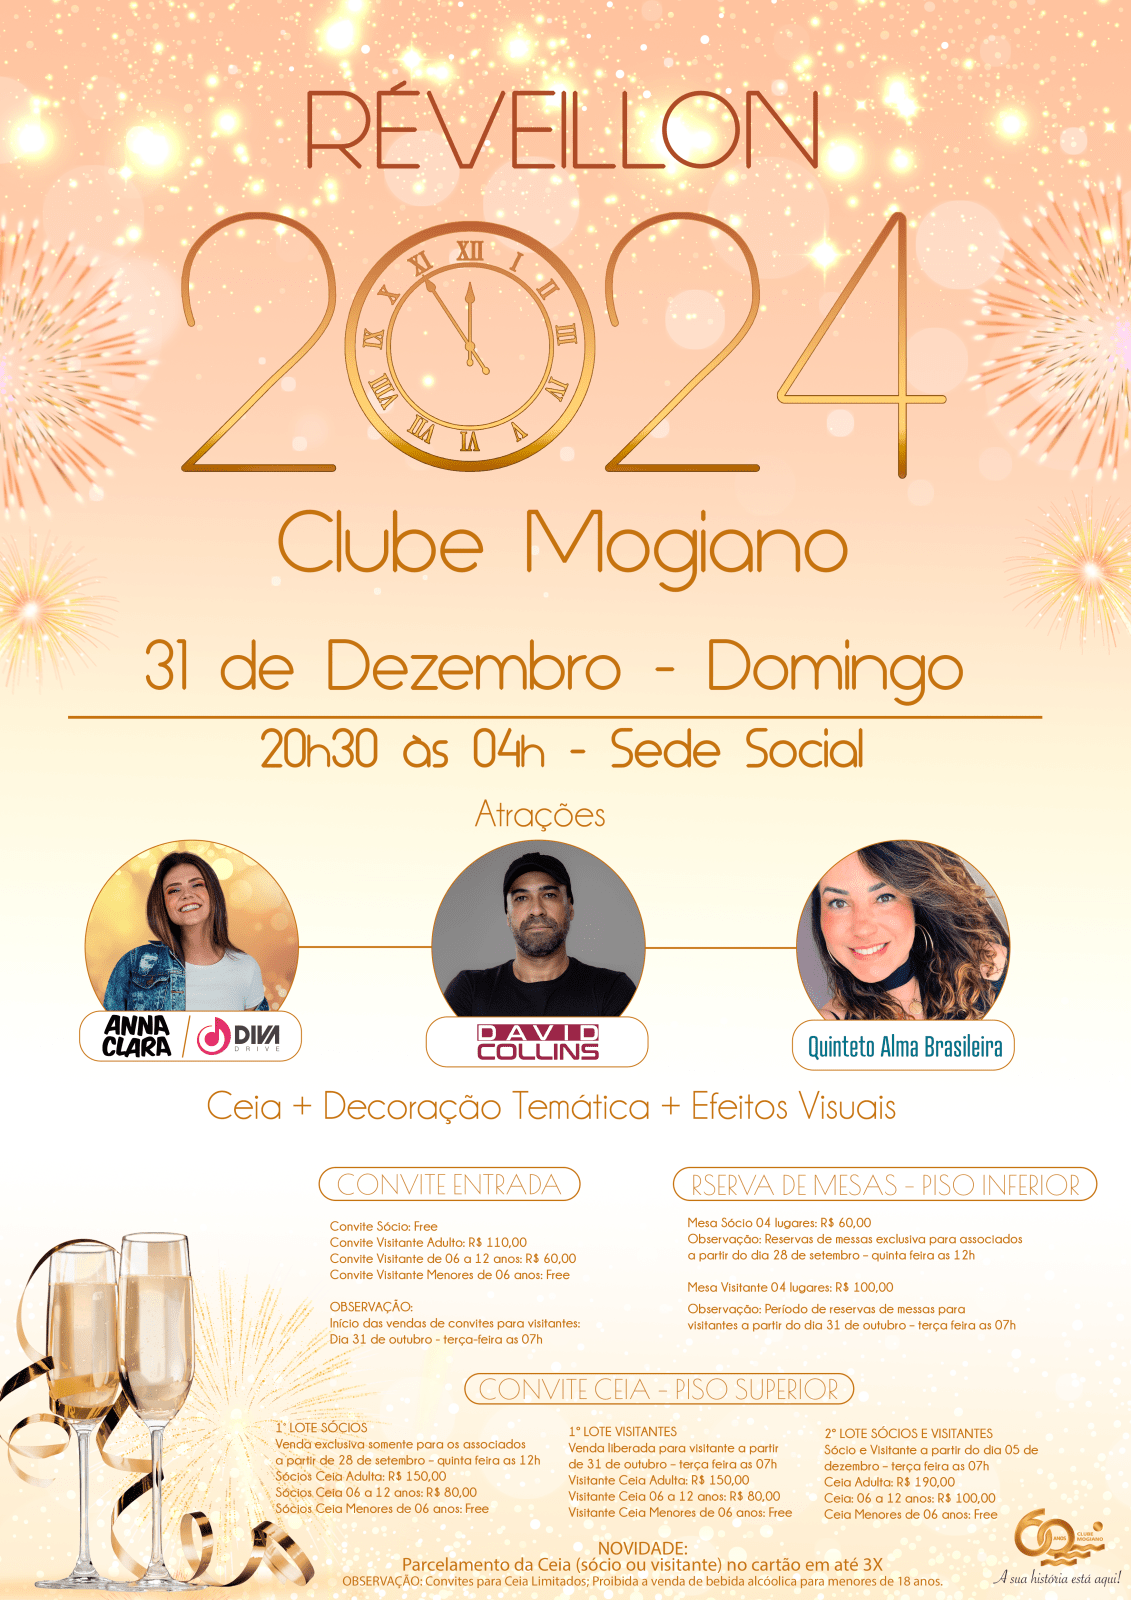 RÉVEILLON
2024
XII I II III IV V VI VII VIII IX X XI
Clube Mogiano
31 de Dezembro - Domingo
20h30 às 04h - Sede Social
Atrações
ANNA
CLARA
DIVA
DRIVE
DAVID
COLLINS
Quinteto Alma Brasileira
Ceia + Decoração Temática + Efeitos Visuais
CONVITE ENTRADA
Convite Sócio: Free
Convite Visitante Adulto: R$ 110,00
Convite Visitante de 06 a 12 anos: R$ 60,00
Convite Visitante Menores de 06 anos: Free
OBSERVAÇÃO:
Início das vendas de convites para visitantes:
Dia 31 de outubro - terça-feira as 07h
RSERVA DE MESAS - PISO INFERIOR
Mesa Sócio 04 lugares: R$ 60,00
Observação: Reservas de messas exclusiva para associados
a partir do dia 28 de setembro - quinta feira as 12h
Mesa Visitante 04 lugares: R$ 100,00
Observação: Período de reservas de messas para
visitantes a partir do dia 31 de outubro - terça feira as 07h
CONVITE CEIA - PISO SUPERIOR
1° LOTE SÓCIOS
Venda exclusiva somente para os associados
a partir de 28 de setembro - quinta feira as 12h
Sócios Ceia Adulta: R$ 150,00
Sócios Ceia 06 a 12 anos: R$ 80,00
Sócios Ceia Menores de 06 anos: Free
1° LOTE VISITANTES
Venda liberada para visitante a partir
de 31 de outubro - terça feira as 07h
Visitante Ceia Adulta: R$ 150,00
Visitante Ceia 06 a 12 anos: R$ 80,00
Visitante Ceia Menores de 06 anos: Free
2° LOTE SÓCIOS E VISITANTES
Sócio e Visitante a partir do dia 05 de
dezembro - terça feira as 07h
Ceia Adulta: R$ 190,00
Ceia: 06 a 12 anos: R$ 100,00
Ceia Menores de 06 anos: Free
NOVIDADE:
Parcelamento da Ceia (sócio ou visitante) no cartão em até 3X
OBSERVAÇÃO: Convites para Ceia Limitados; Proibida a venda de bebida alcóolica para menores de 18 anos.
60 ANOS CLUBE
MOGIANO
A sua história está aqui!